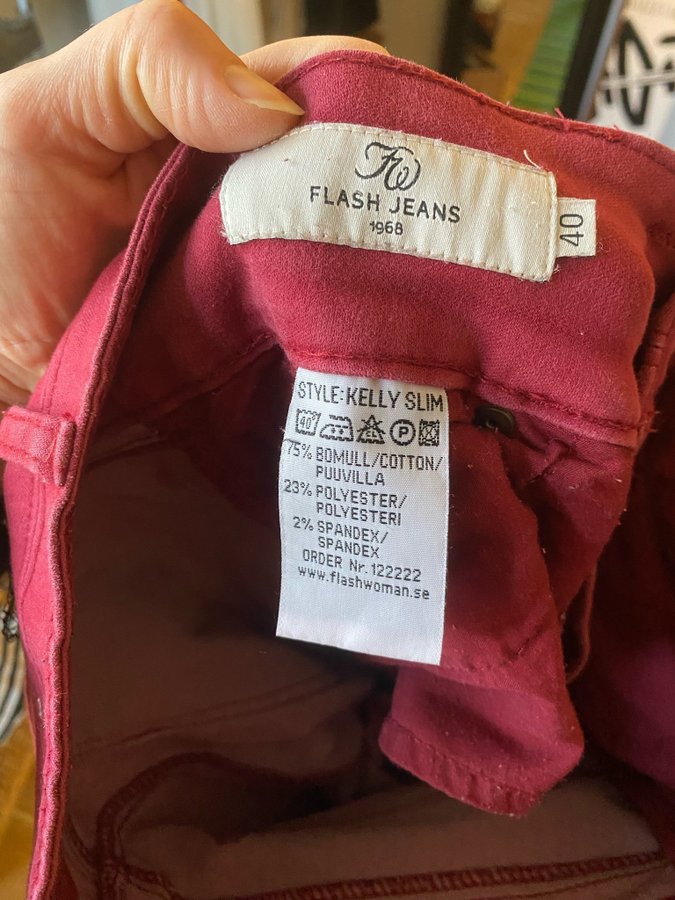 FW
FLASH JEANS
1968
40
STYLE:KELLY SLIM
40°
P
75% BOMULL/COTTON/
PUUVILLA
23% POLYESTER/
POLYESTERI
2% SPANDEX/
SPANDEX
ORDER Nr. 122222
www.flashwoman.se